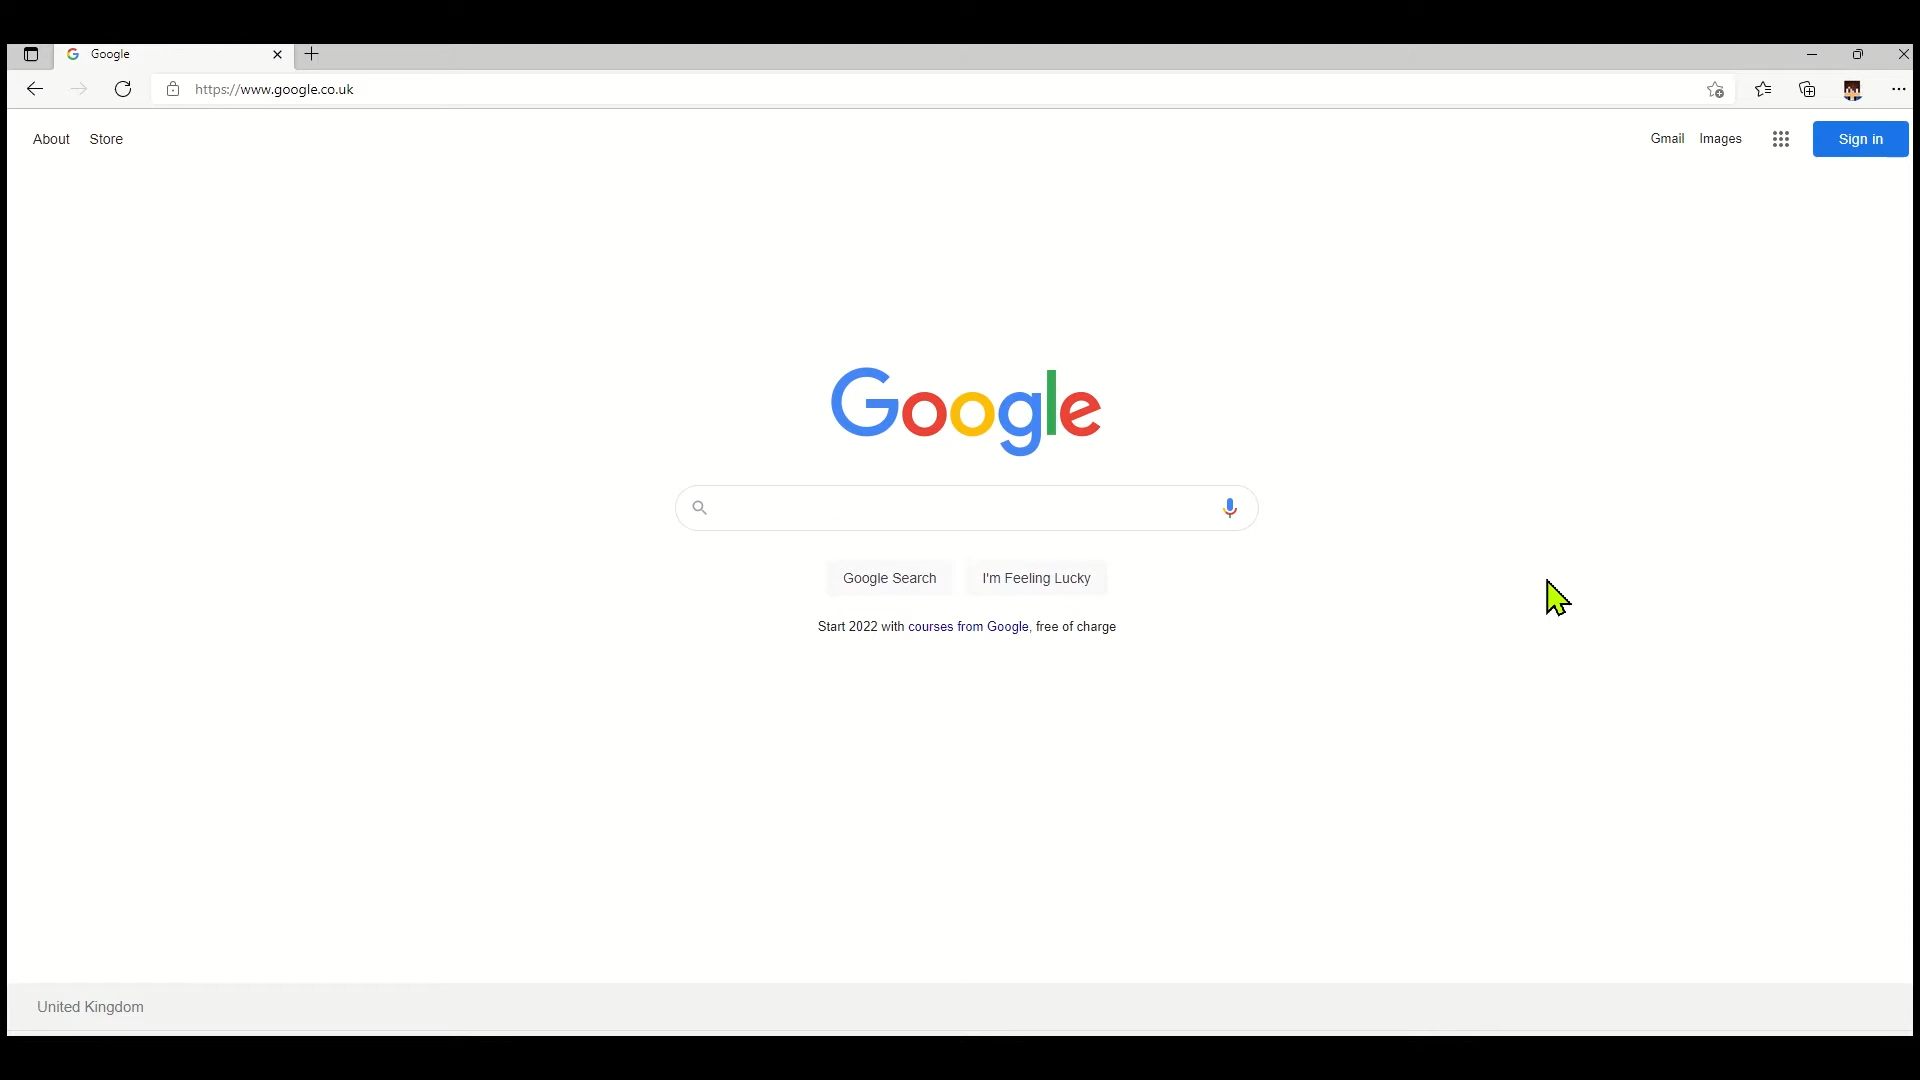 Google
https://www.google.co.uk
About Store
Gmail Images Sign in
Google
Google Search I'm Feeling Lucky
Start 2022 with courses from Google, free of charge
United Kingdom